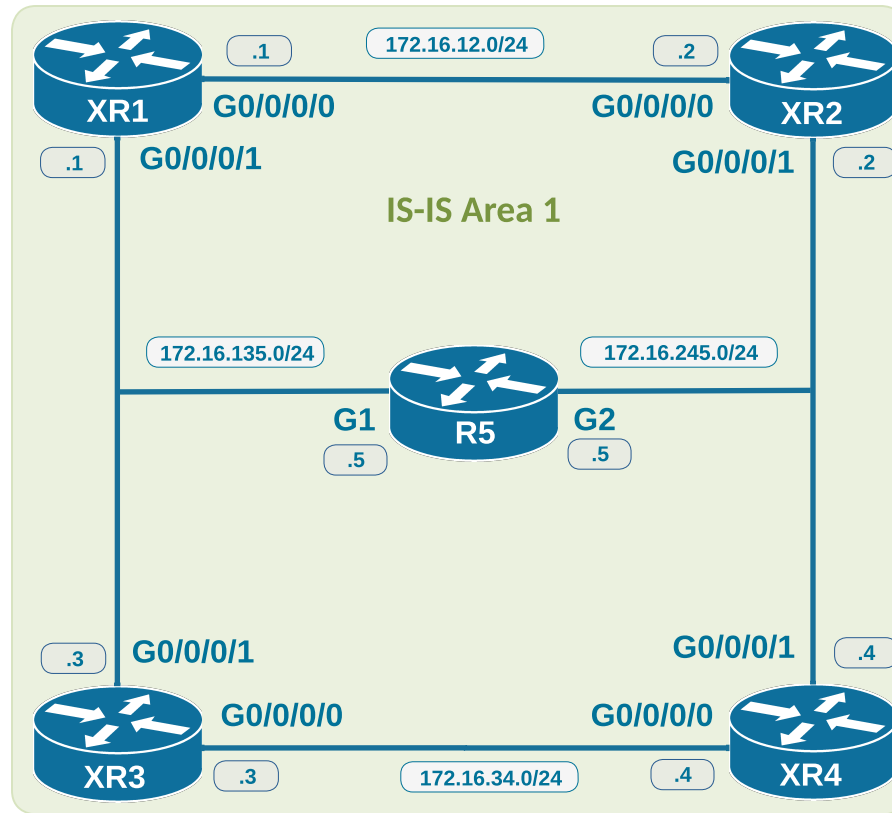 .1
172.16.12.0/24
.2
XR1
G0/0/0/0
G0/0/0/0
XR2
.1
G0/0/0/1
G0/0/0/1
.2
IS-IS Area 1
172.16.135.0/24
172.16.245.0/24
G1
R5
G2
.5
.5
.3
G0/0/0/1
G0/0/0/1
.4
G0/0/0/0
G0/0/0/0
XR3
.3
172.16.34.0/24
.4
XR4